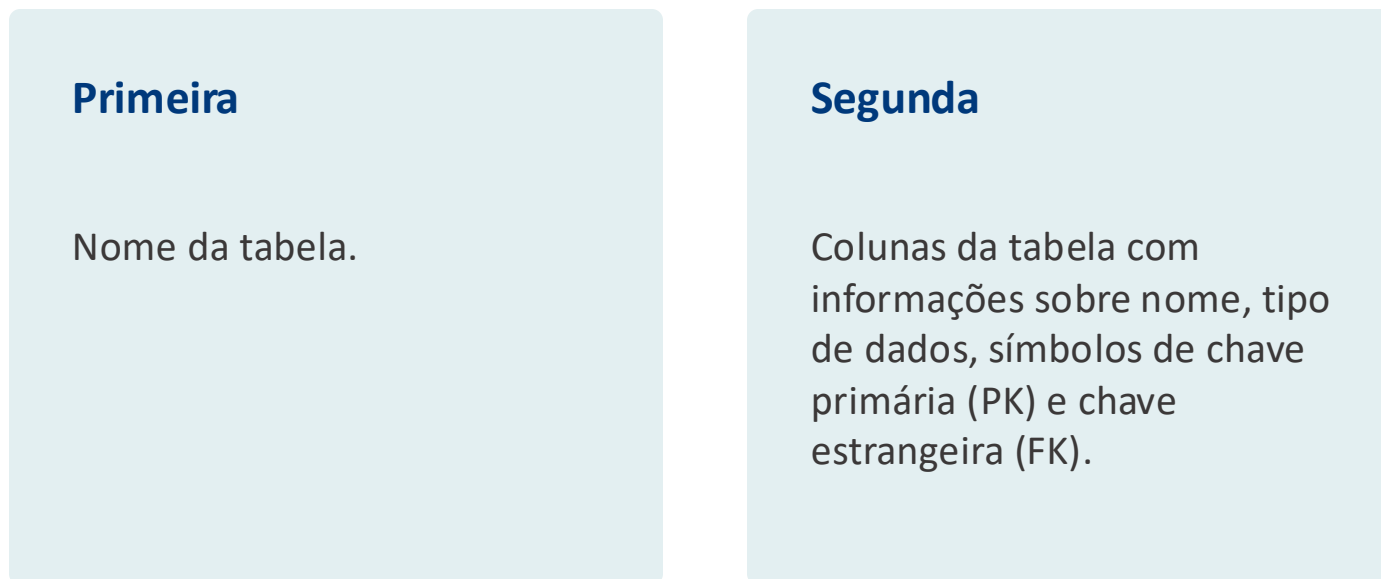 Primeira
Nome da tabela.
Segunda
Colunas da tabela com
informações sobre nome, tipo
de dados, símbolos de chave
primária (PK) e chave
estrangeira (FK).